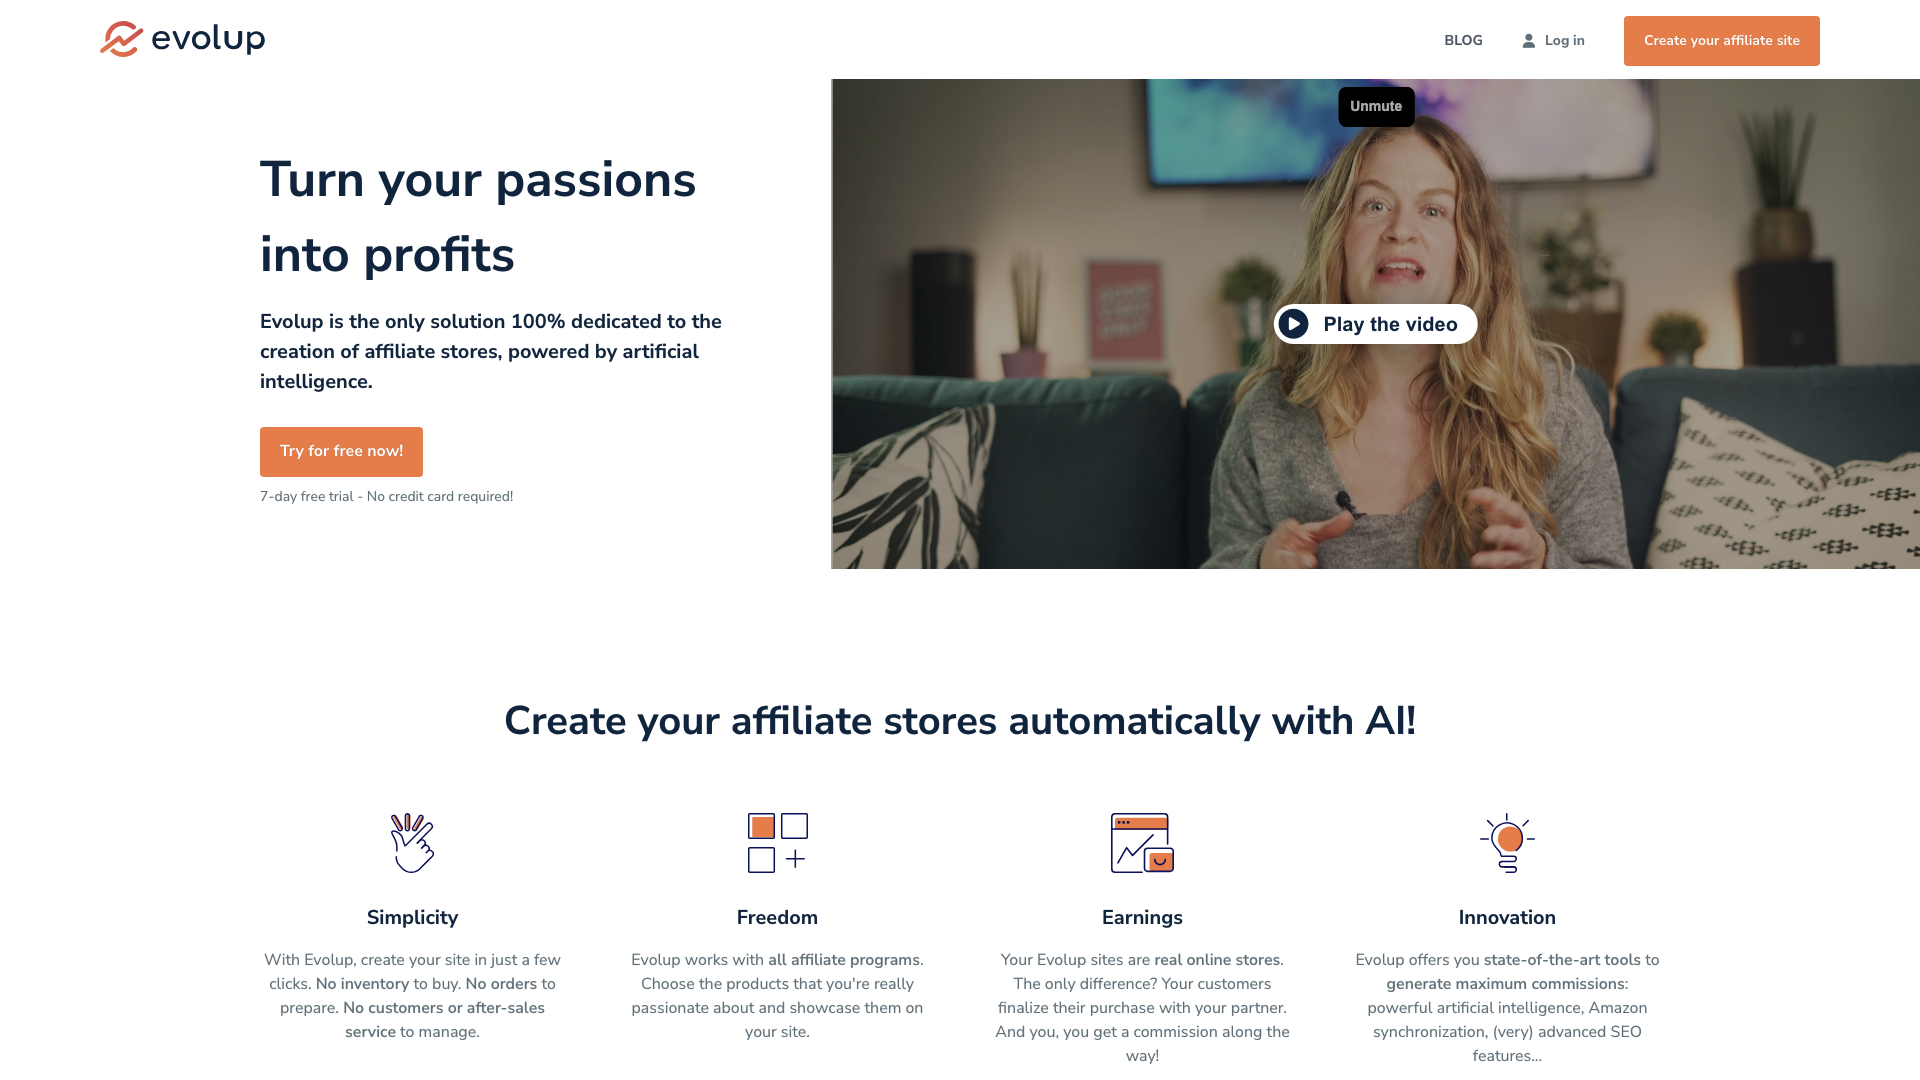 evolup
BLOG
Log in
Create your affiliate site
Unmute
Turn your passions
into profits
Play the video
Evolup is the only solution 100% dedicated to the
creation of affiliate stores, powered by artificial
intelligence.
Try for free now!
7-day free trial - No credit card required!
Create your affiliate stores automatically with AI!
Simplicity
With Evolup, create your site in just a few
clicks. No inventory to buy. No orders to
prepare. No customers or after-sales
service to manage.
Freedom
Evolup works with all affiliate programs.
Choose the products that you're really
passionate about and showcase them on
your site.
Earnings
Your Evolup sites are real online stores.
The only difference? Your customers
finalize their purchase with your partner.
And you, you get a commission along the
way!
Innovation
Evolup offers you state-of-the-art tools to
generate maximum commissions:
powerful artificial intelligence, Amazon
synchronization, (very) advanced SEO
features...